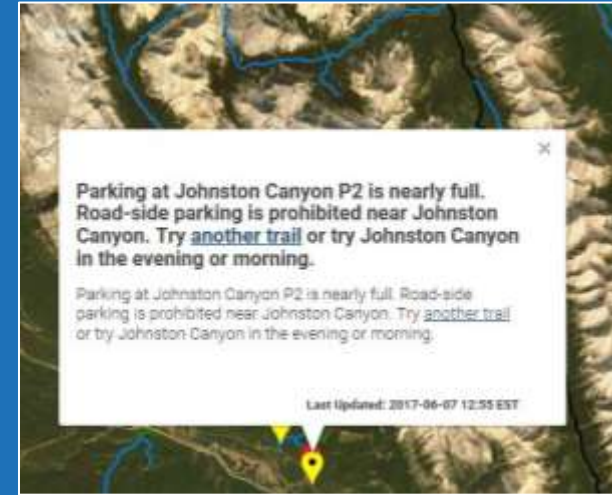 Parking at Johnston Canyon P2 is nearly full.
Road-side parking is prohibited near Johnston
Canyon. Try another trail or try Johnston Canyon
in the evening or morning.
Parking at Johnston Canyon P2 is nearly full. Road-side
parking is prohibited near Johnston Canyon. Try another trail
or try Johnston Canyon in the evening or morning.
Last Updated: 2017-06-07 12:55 EST